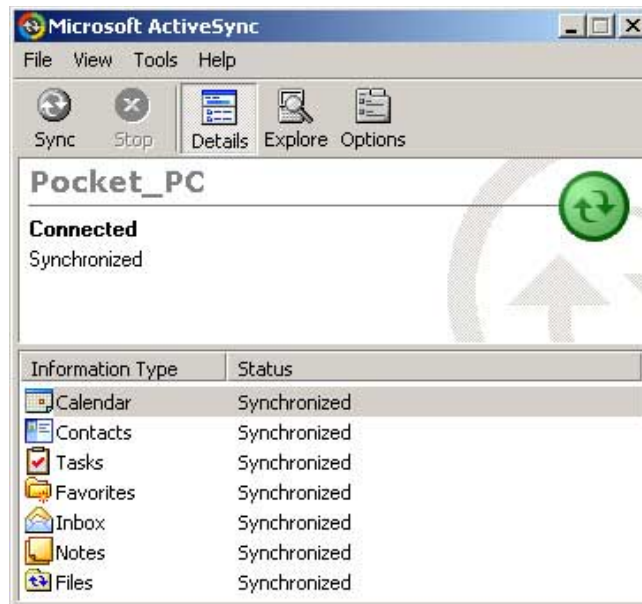 Microsoft ActiveSync
File View Tools Help
Sync Stop Details Explore Options
Pocket_PC
Connected
Synchronized
Information Type Status
Calendar Synchronized
Contacts Synchronized
Tasks Synchronized
Favorites Synchronized
Inbox Synchronized
Notes Synchronized
Files Synchronized